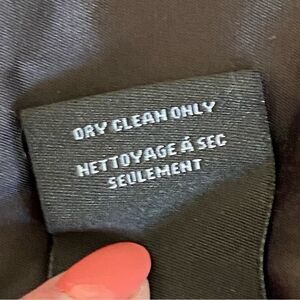 DRY CLEAN ONLY
NETTOYAGE Á SEC
SEULEMENT